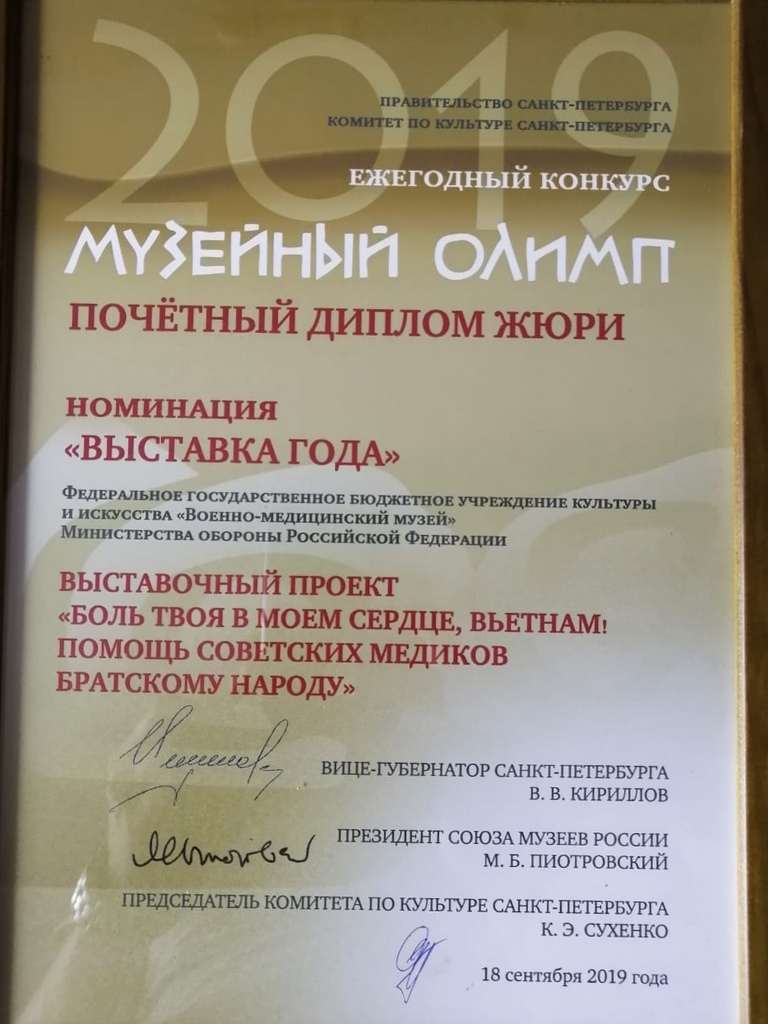 2019
ПРАВИТЕЛЬСТВО САНКТ-ПЕТЕРБУРГА
КОМИТЕТ ПО КУЛЬТУРЕ САНКТ-ПЕТЕРБУРГА
ЕЖЕГОДНЫЙ КОНКУРС
МУЗЕЙНЫЙ ОЛИМП
ПОЧЁТНЫЙ ДИПЛОМ ЖЮРИ
НОМИНАЦИЯ
«ВЫСТАВКА ГОДА»
ФЕДЕРАЛЬНОЕ ГОСУДАРСТВЕННОЕ БЮДЖЕТНОЕ УЧРЕЖДЕНИЕ КУЛЬТУРЫ
И ИСКУССТВА «ВОЕННО-МЕДИЦИНСКИЙ МУЗЕЙ»
МИНИСТЕРСТВА ОБОРОНЫ РОССИЙСКОЙ ФЕДЕРАЦИИ
ВЫСТАВОЧНЫЙ ПРОЕКТ
«БОЛЬ ТВОЯ В МОЕМ СЕРДЦЕ, ВЬЕТНАМ!
ПОМОЩЬ СОВЕТСКИХ МЕДИКОВ
БРАТСКОМУ НАРОДУ»
ВИЦЕ-ГУБЕРНАТОР САНКТ-ПЕТЕРБУРГА
В. В. КИРИЛЛОВ
ПРЕЗИДЕНТ СОЮЗА МУЗЕЕВ РОССИИ
М. Б. ПИОТРОВСКИЙ
ПРЕДСЕДАТЕЛЬ КОМИТЕТА ПО КУЛЬТУРЕ САНКТ-ПЕТЕРБУРГА
К. Э. СУХЕНКО
18 сентября 2019 года